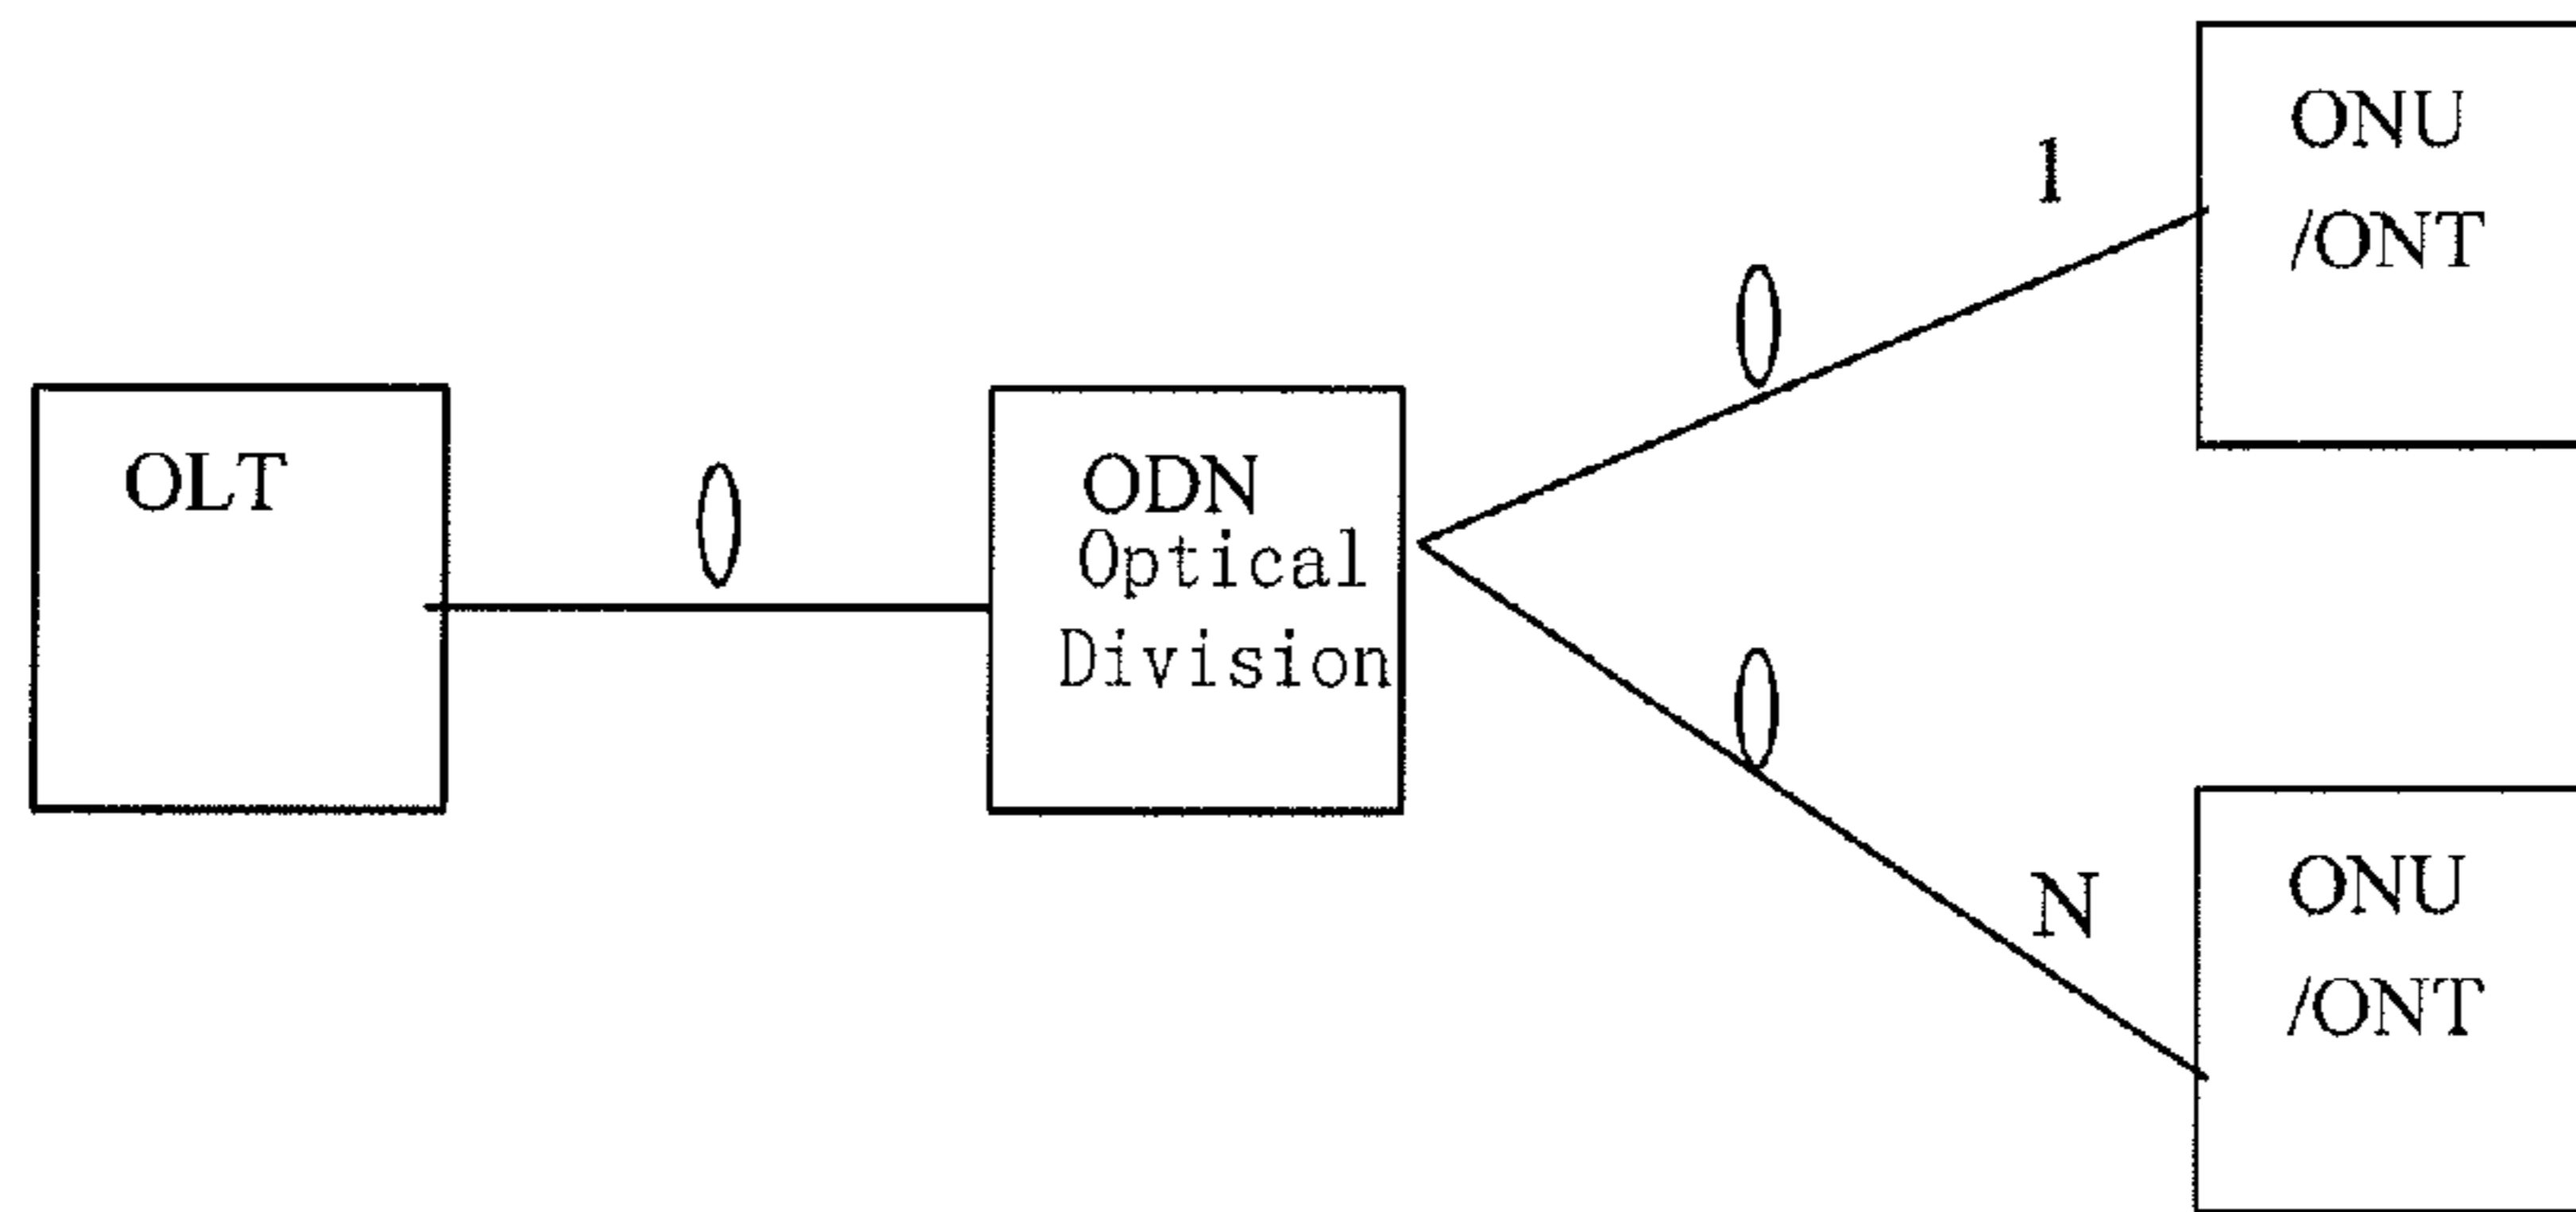 OLT
ODN
Optical
Division
1
ONU
/ONT
N
ONU
/ONT